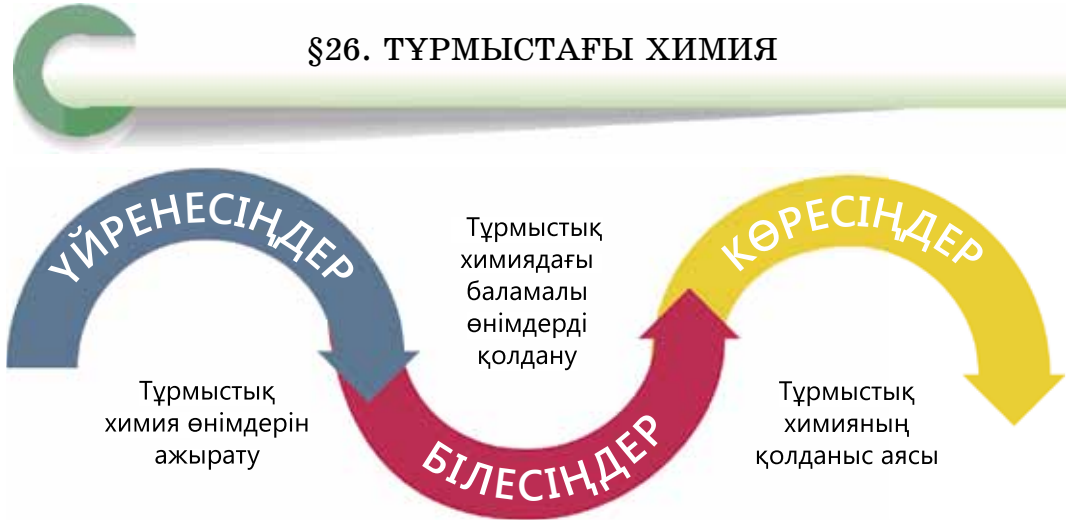 §26. ТҰРМЫСТАҒЫ ХИМИЯ
ҮЙРЕНЕСІҢДЕР
Тұрмыстық
химия өнімдерін
ажырату
Тұрмыстық
химиядағы
баламалы
өнімдерді
қолдану
БІЛЕСІҢДЕР
КӨРЕСІҢДЕР
Тұрмыстық
химияның
қолданыс аясы